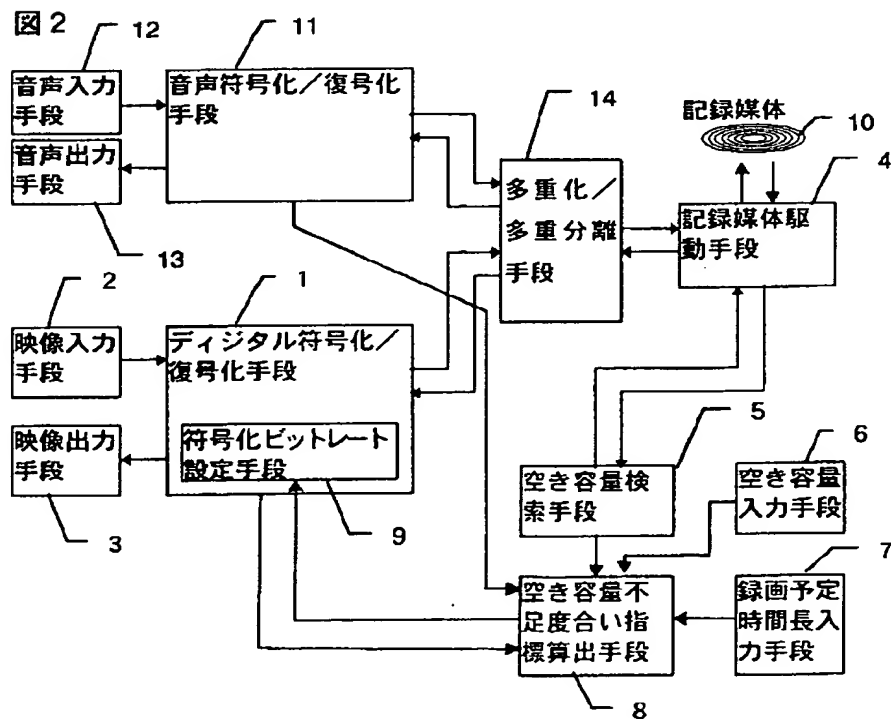 図2
12
11
音声入力
手段
音声符号化/復号化
手段
14
記録媒体
10
4
音声出力
手段
13
多重化/
多重分離
手段
記録媒体駆
動手段
2
1
映像入力
手段
ディジタル符号化/
復号化手段
符号化ビットレート
設定手段
9
映像出力
手段
3
5
6
空き容量検
索手段
空き容量
入力手段
7
空き容量不
足度合い指
標算出手段
8
録画予定
時間長入
力手段